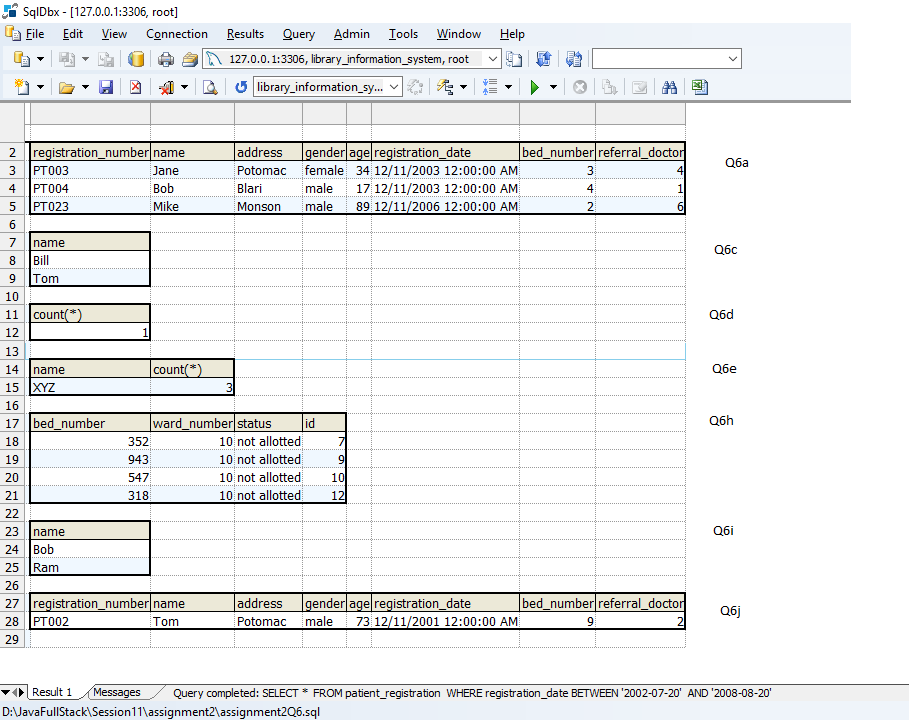 SqlDbx - [127.0.0.1:3306, root]
File Edit View Connection Results Query Admin Tools Window Help
127.0.0.1:3306, library_information_system, root
library_information_sy...
2 registration_number name address gender age registration_date bed_number referral_doctor Q6a
3 PT003 Jane Potomac female 34 12/11/2003 12:00:00 AM 3 4
4 PT004 Bob Blari male 17 12/11/2003 12:00:00 AM 4 1
5 PT023 Mike Monson male 89 12/11/2006 12:00:00 AM 2 6
6
7 name Q6c
8 Bill
9 Tom
10
11 count(*) Q6d
12 1
13
14 name count(*) Q6e
15 XYZ 3
16
17 bed_number ward_number status id Q6h
18 352 10 not allotted 7
19 943 10 not allotted 9
20 547 10 not allotted 10
21 318 10 not allotted 12
22
23 name Q6i
24 Bob
25 Ram
26
27 registration_number name address gender age registration_date bed_number referral_doctor Q6j
28 PT002 Tom Potomac male 73 12/11/2001 12:00:00 AM 9 2
29
Result 1 Messages Query completed: SELECT * FROM patient_registration WHERE registration_date BETWEEN '2002-07-20' AND '2008-08-20'
D:\JavaFullStack\Session11\assignment2\assignment2Q6.sql